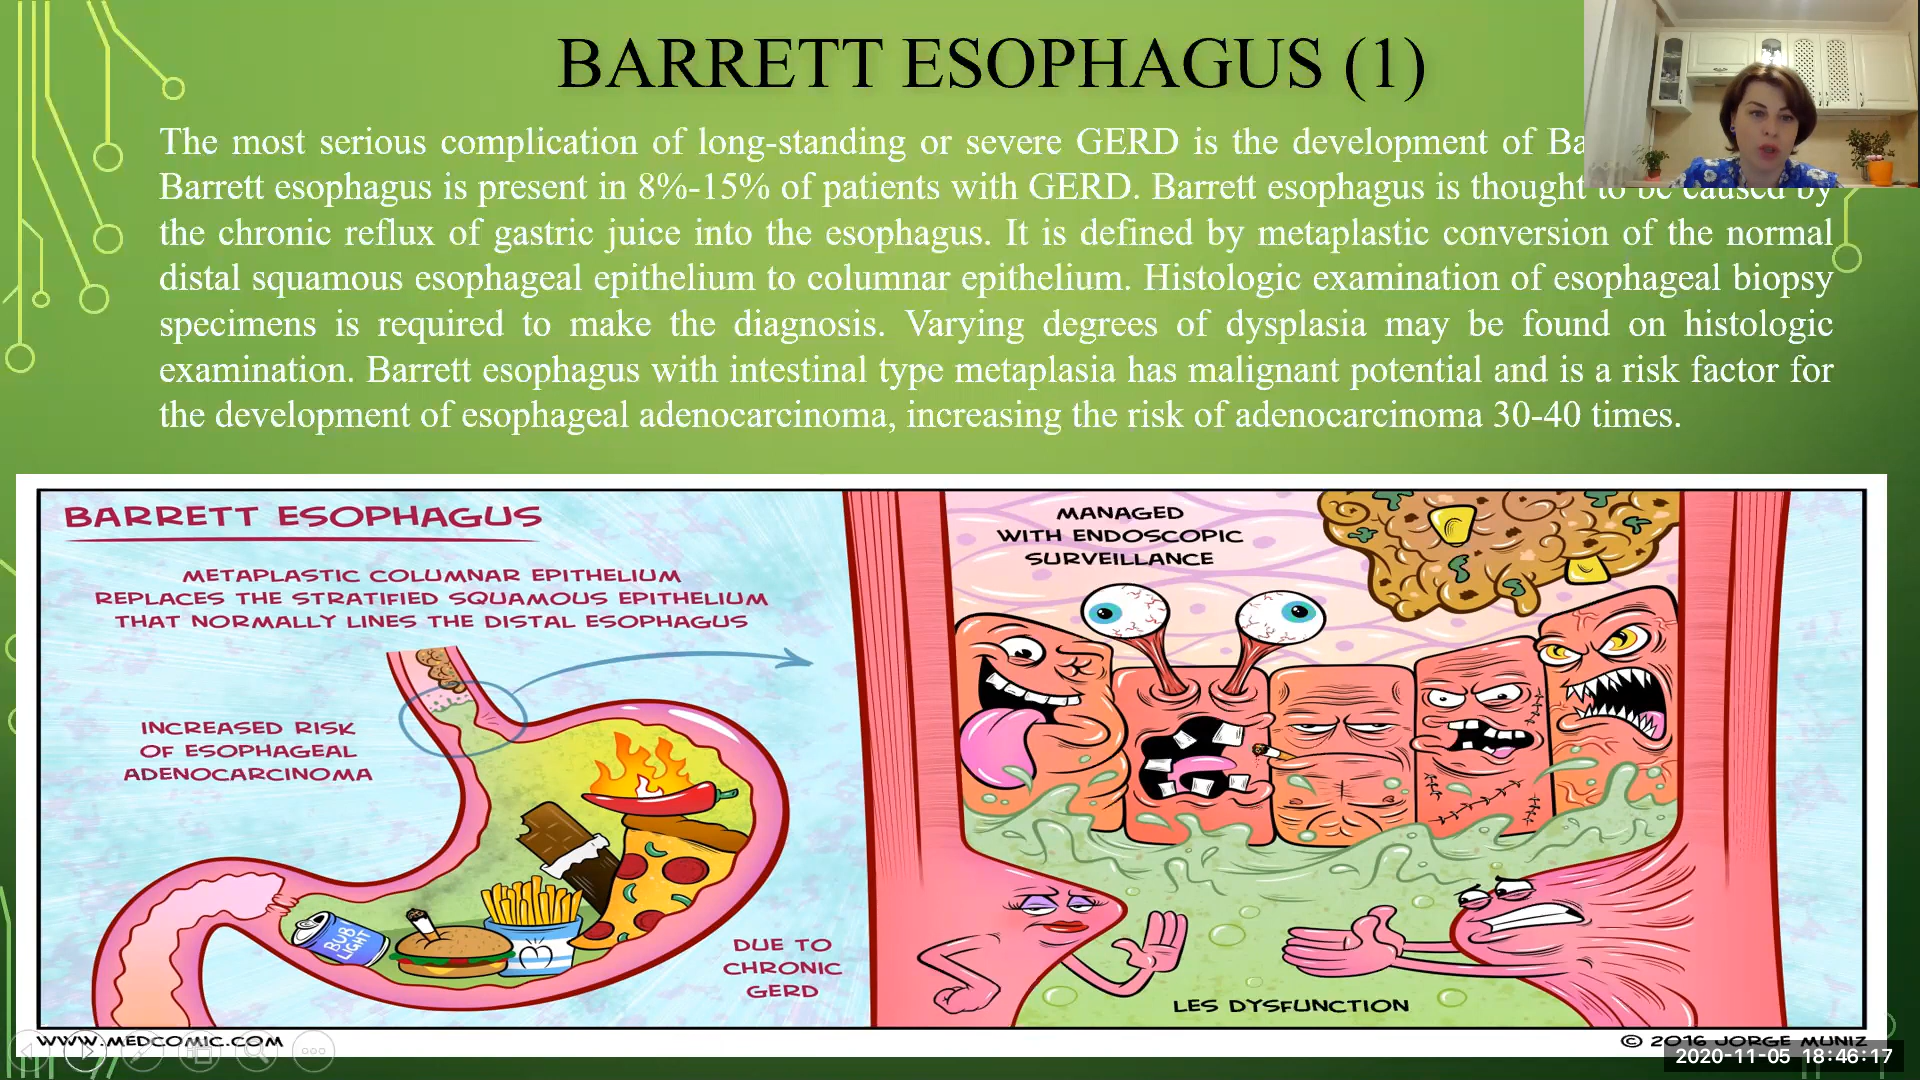 BARRETT ESOPHAGUS (1)
The most serious complication of long-standing or severe GERD is the development of
Barrett esophagus is present in 8%-15% of patients with GERD. Barrett esophagus is thought to be caused by
the chronic reflux of gastric juice into the esophagus. It is defined by metaplastic conversion of the normal
distal squamous esophageal epithelium to columnar epithelium. Histologic examination of esophageal biopsy
specimens is required to make the diagnosis. Varying degrees of dysplasia may be found on histologic
examination. Barrett esophagus with intestinal type metaplasia has malignant potential and is a risk factor for
the development of esophageal adenocarcinoma, increasing the risk of adenocarcinoma 30-40 times.
BARRETT ESOPHAGUS
METAPLASTIC COLUMNAR EPITHELIUM
REPLACES THE STRATIFIED SQUAMOUS EPITHELIUM
THAT NORMALLY LINES THE DISTAL ESOPHAGUS
INCREASED RISK
OF ESOPHAGEAL
ADENOCARCINOMA
BUB
LIGHT
DUE TO
CHRONIC
GERD
MANAGED
WITH ENDOSCOPIC
SURVEILLANCE
LES DYSFUNCTION
WWW.MEDCOMIC.COM
© 2016 JORGE MUNIZ
2020-11-05 18:46:17